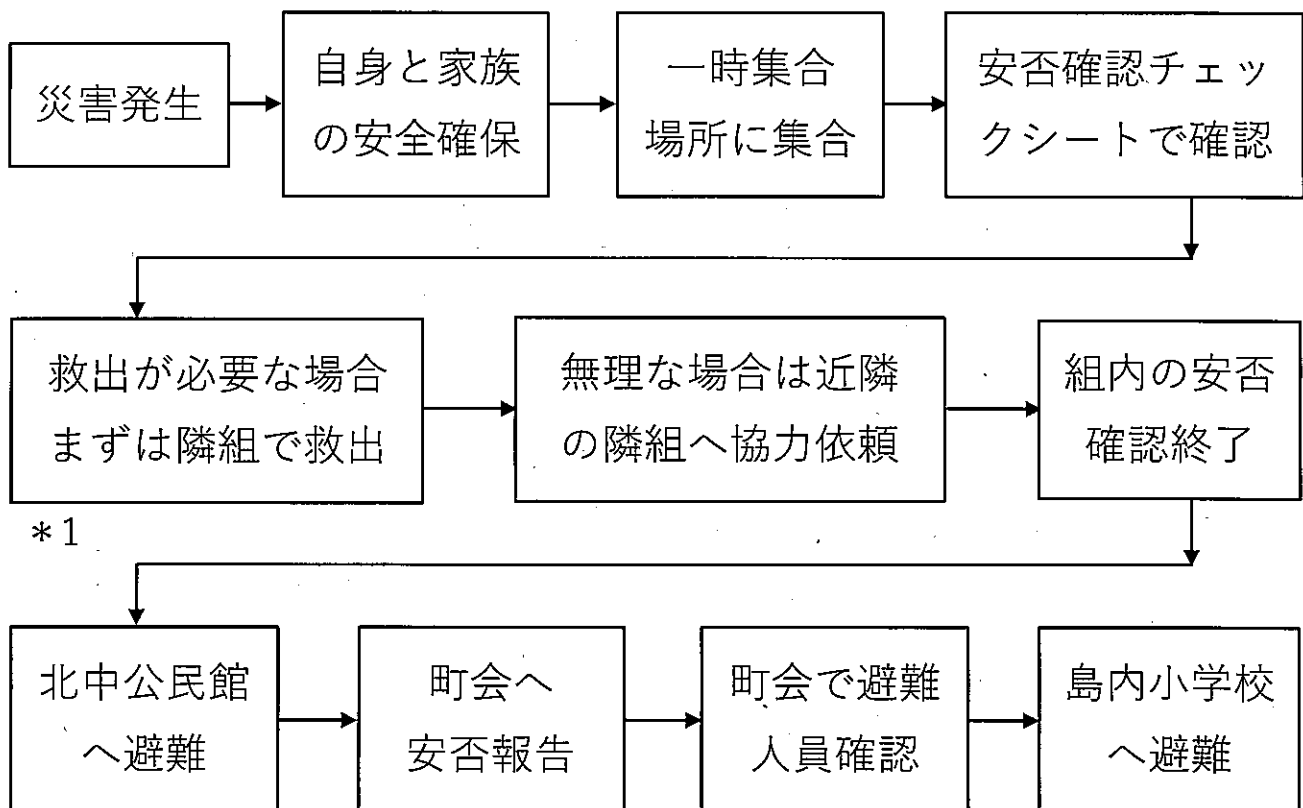 災害発生
自身と家族
の安全確保
一時集合
場所に集合
安否確認チェッ
クシートで確認
救出が必要な場合
まずは隣組で救出
無理な場合は近隣
の隣組へ協力依頼
組内の安否
確認終了
*1
北中公民館
へ避難
町会へ
安否報告
町会で避難
人員確認
島内小学校
へ避難